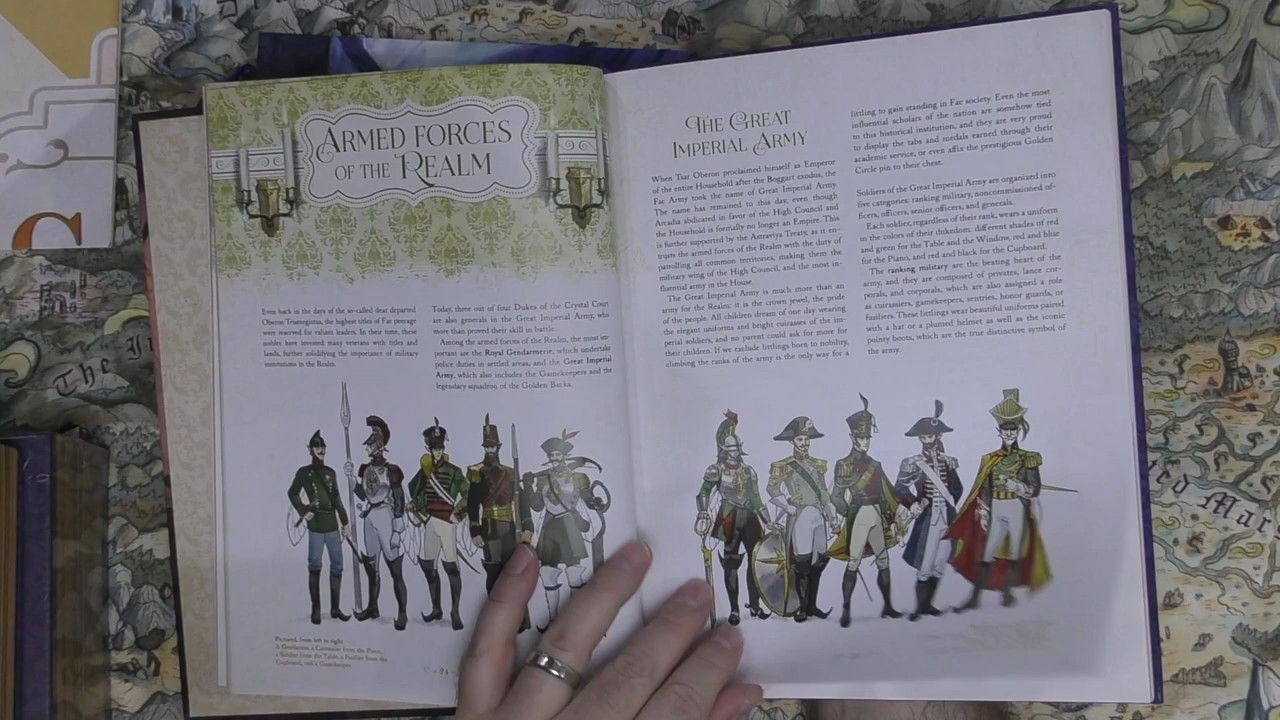 ARMED FORCES
OF THE REALM
Even back in the days of the so-called dear departed
Oberon Trismegistus, the highest titles of Fae peerage
were reserved for valiant leaders. In their time, these
nobles have invested many veterans with titles and
lands, further solidifying the importance of military
institutions in the Realm.
Today, three out of four Dukes of the Crystal Court
are also generals in the Great Imperial Army, who
more than proved their skill in battle.
Among the armed forces of the Realm, the most im-
portant are the Royal Gendarmerie, which undertake
police duties in settled areas, and the Great Imperial
Army, which also includes the Gamekeepers and the
legendary squadron of the Golden Bucks.
Pictured, from left to right:
A Gendarme, a Cuirassier from the Piano,
a Soldier from the Table, a Fusilier from the
Cupboard, and a Gamekeeper.
THE GREAT
IMPERIAL ARMY
When Tsar Oberon proclaimed himself as Emperor
of the entire Household after the Boggart exodus, the
Fae Army took the name of Great Imperial Army.
The name has remained to this day, even though
Arcadia abdicated in favor of the High Council and
the Household is formally no longer an Empire. This
is further supported by the Astraviya Treaty, as it en-
trusts the armed forces of the Realm with the duty of
patrolling all common territories, making them the
military wing of the High Council, and the most in-
fluential army in the House.
The Great Imperial Army is much more than an
army for the Realm: it is the crown jewel, the pride
of the people. All children dream of one day wearing
the elegant uniforms and bright cuirasses of the im-
perial soldiers, and no parent could ask for more for
their children. If we exclude littlings born to nobility,
climbing the ranks of the army is the only way for a
littling to gain standing in Fae society. Even the most
influential scholars of the nation are somehow tied
to this historical institution, and they are very proud
to display the tabs and medals earned through their
academic service, or even affix the prestigious Golden
Circle pin to their chest.
Soldiers of the Great Imperial Army are organized into
five categories: ranking military, noncommissioned of-
ficers, officers, senior officers, and generals.
Each soldier, regardless of their rank, wears a uniform
in the colors of their dukedom: different shades of red
and green for the Table and the Window, red and blue
for the Piano, and red and black for the Cupboard.
The ranking military are the beating heart of the
army, and they are composed of privates, lance cor-
porals, and corporals, which are also assigned a role
as cuirassiers, gamekeepers, sentries, honor guards, or
fusiliers. These littlings wear beautiful uniforms paired
with a hat or a plumed helmet as well as the iconic
pointy boots, which are the true distinctive symbol of
the army.
The